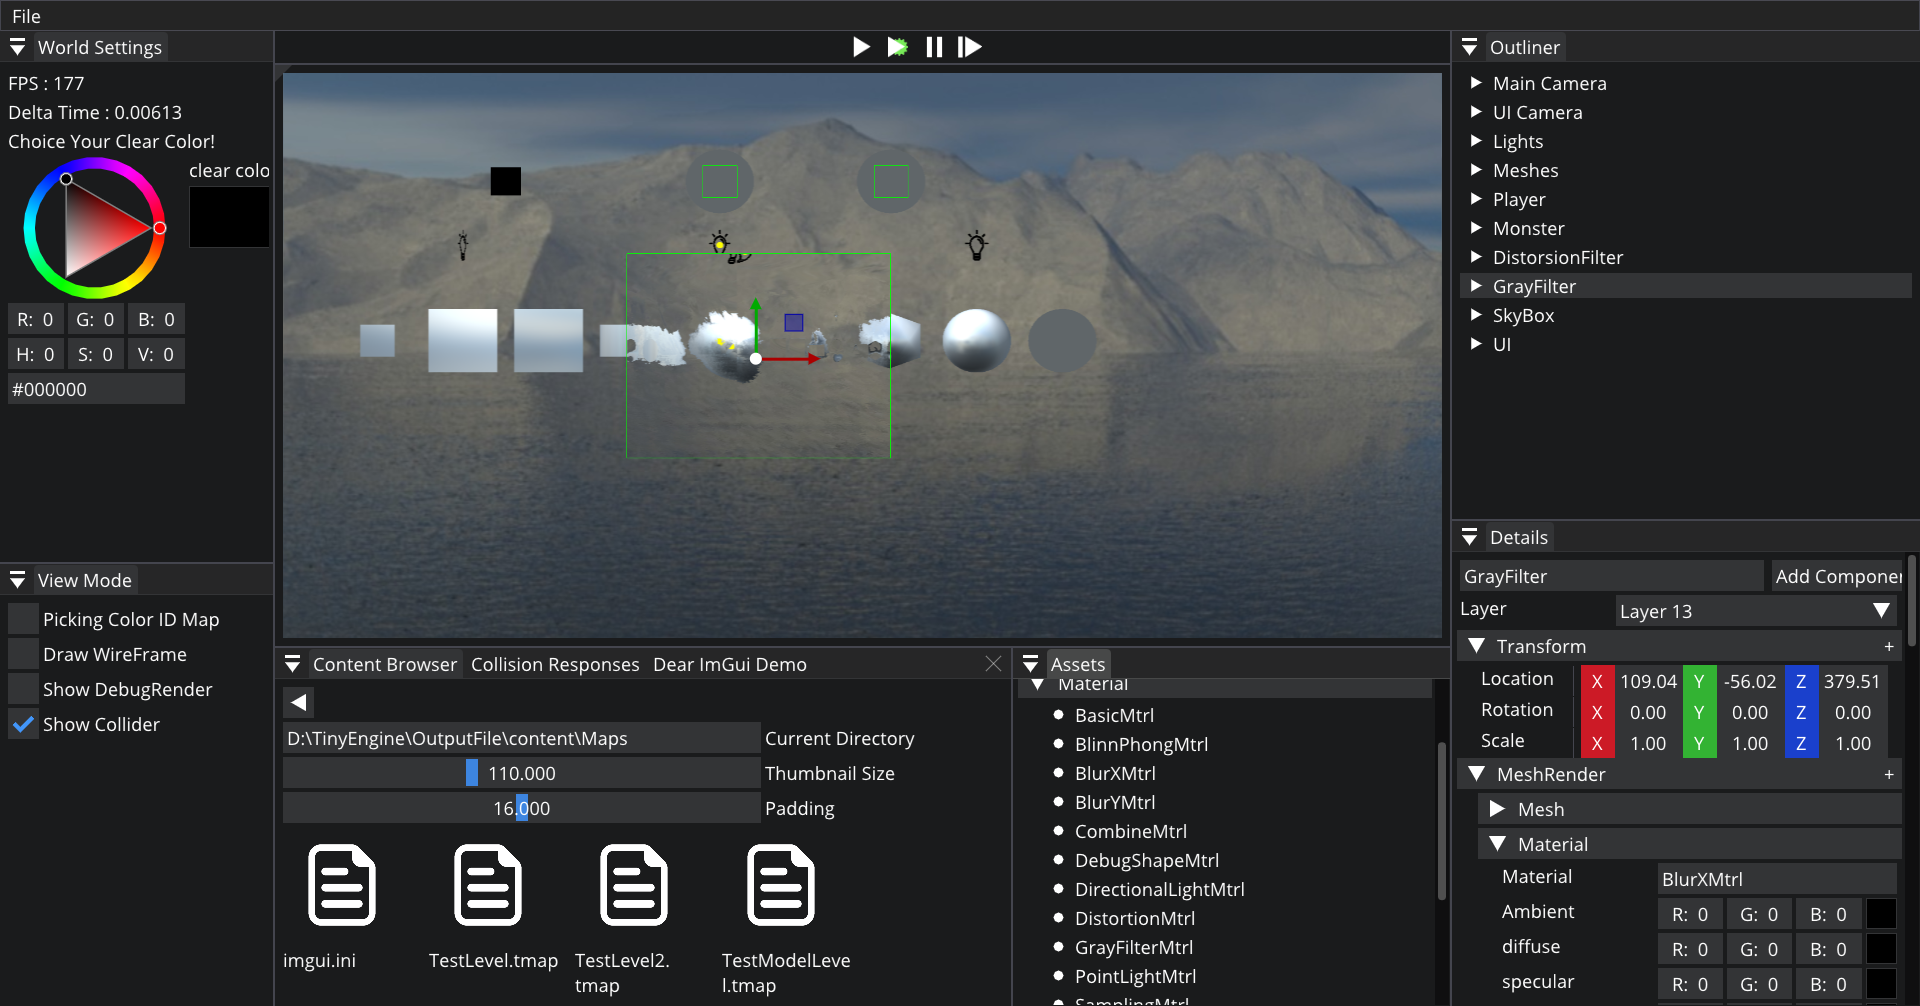 File
World Settings
FPS : 177
Delta Time : 0.00613
Choice Your Clear Color!
clear colo
R: 0 G: 0 B: 0
H: 0 S: 0 V: 0
#000000
View Mode
Picking Color ID Map
Draw WireFrame
Show DebugRender
Show Collider
Content Browser Collision Responses Dear ImGui Demo
D:\TinyEngine\OutputFile\content\Maps Current Directory
110.000 Thumbnail Size
16.000 Padding
imgui.ini
TestLevel.tmap
TestLevel2.
tmap
TestModelLeve
l.tmap
Assets
Material
BasicMtrl
BlinnPhongMtrl
BlurXMtrl
BlurYMtrl
CombineMtrl
DebugShapeMtrl
DirectionalLightMtrl
DistortionMtrl
GrayFilterMtrl
PointLightMtrl
SamplingMtrl
Outliner
Main Camera
UI Camera
Lights
Meshes
Player
Monster
DistorsionFilter
GrayFilter
SkyBox
UI
Details
GrayFilter Add Componer
Layer Layer 13
Transform +
Location X 109.04 Y -56.02 Z 379.51
Rotation X 0.00 Y 0.00 Z 0.00
Scale X 1.00 Y 1.00 Z 1.00
MeshRender +
Mesh
Material
Material BlurXMtrl
Ambient R: 0 G: 0 B: 0
diffuse R: 0 G: 0 B: 0
specular R: 0 G: 0 B: 0